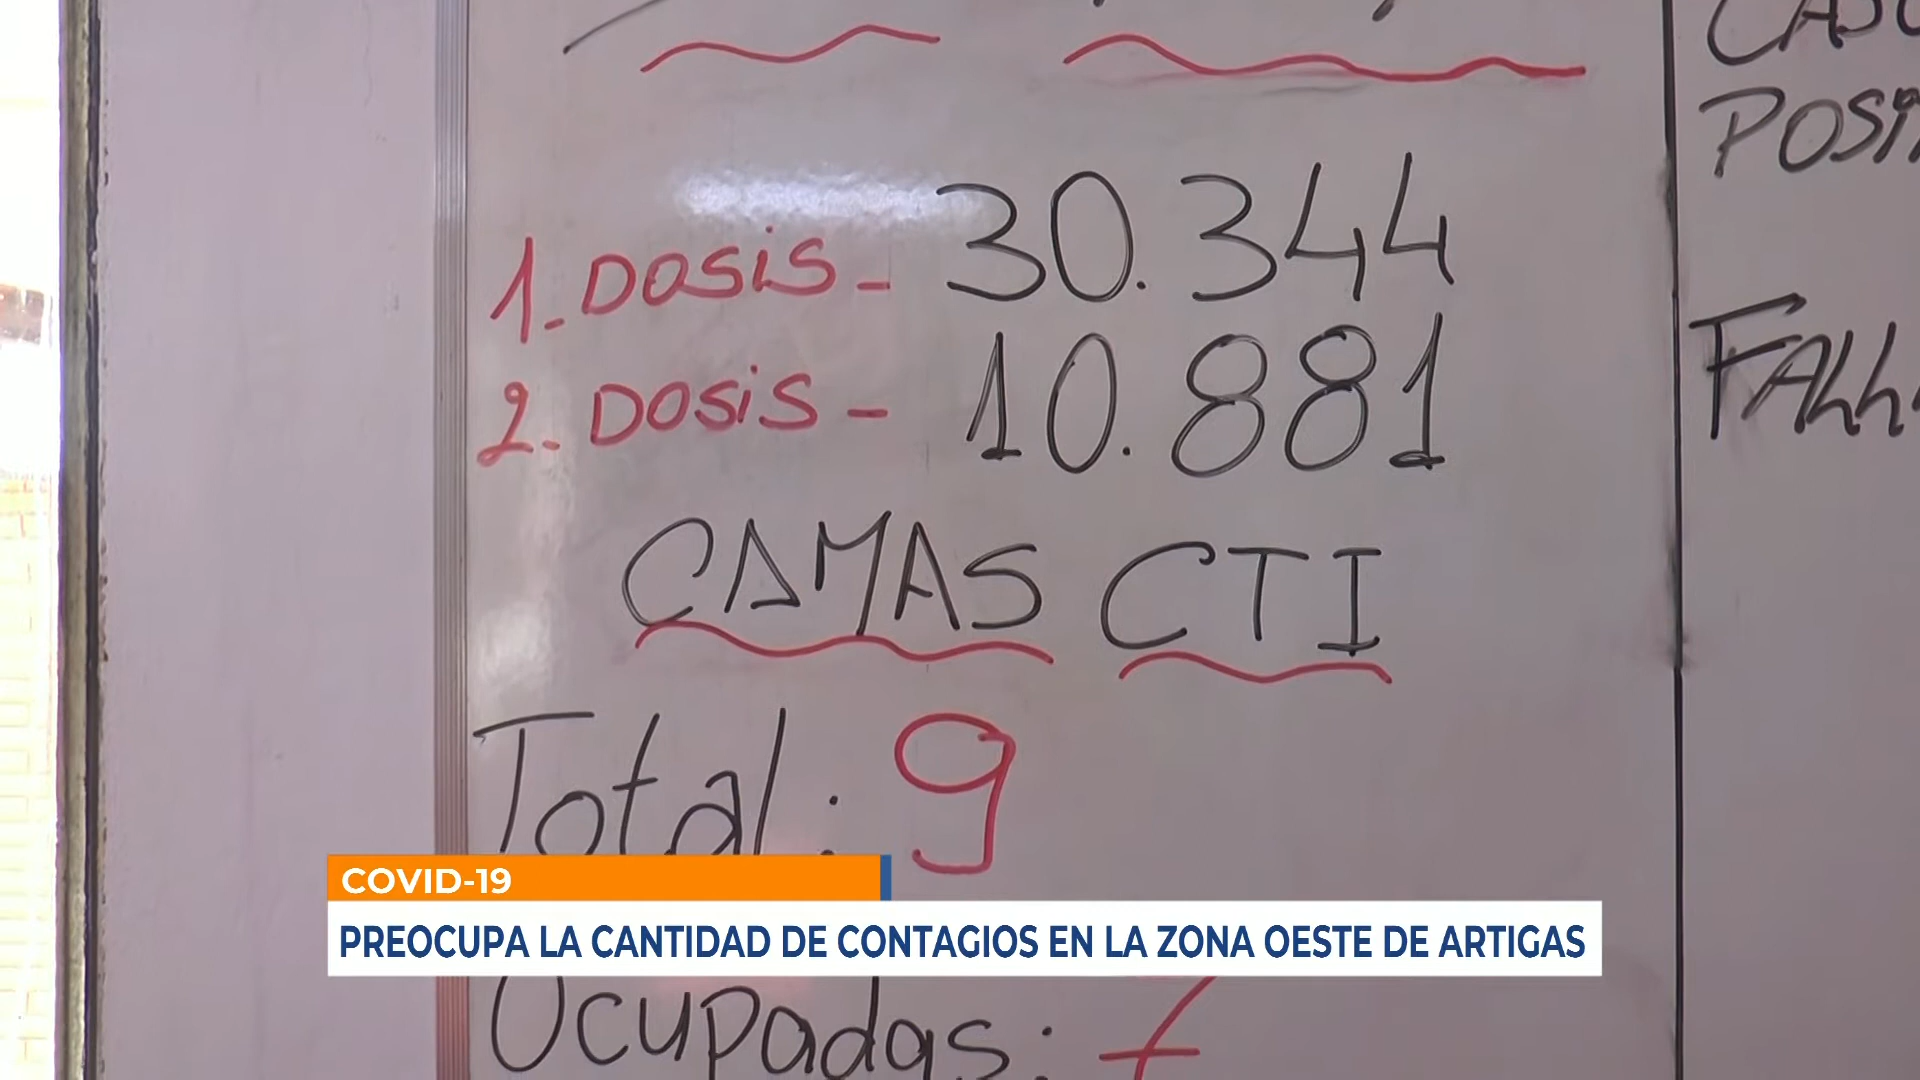 1. DOSIS - 30.344
2. DOSIS - 10.881
CAMAS CTI
Total: 9
COVID-19
PREOCUPA LA CANTIDAD DE CONTAGIOS EN LA ZONA OESTE DE ARTIGAS
Ocupadas: 7